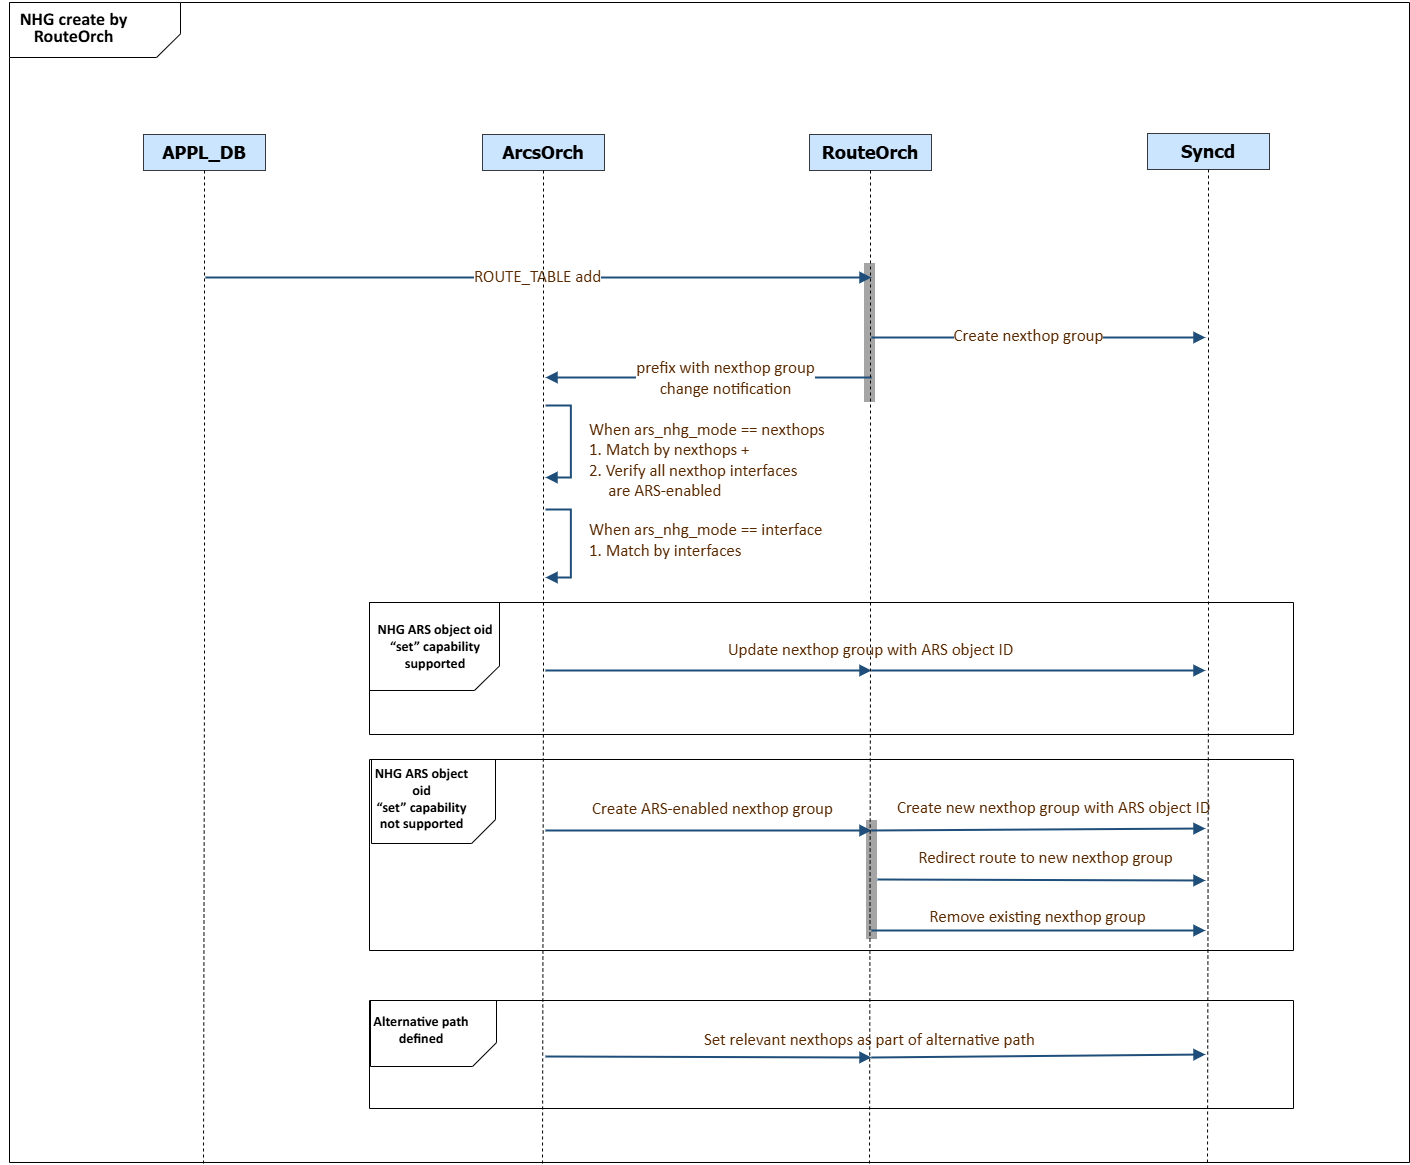 NHG create by
RouteOrch
APPL_DB
ArcsOrch
RouteOrch
Syncd
ROUTE_TABLE add
Create nexthop group
prefix with nexthop group
change notification
When ars_nhg_mode == nexthops
1. Match by nexthops +
2. Verify all nexthop interfaces
are ARS-enabled
When ars_nhg_mode == interface
1. Match by interfaces
NHG ARS object oid
“set” capability
supported
Update nexthop group with ARS object ID
NHG ARS object
oid
“set” capability
not supported
Create ARS-enabled nexthop group
Create new nexthop group with ARS object ID
Redirect route to new nexthop group
Remove existing nexthop group
Alternative path
defined
Set relevant nexthops as part of alternative path